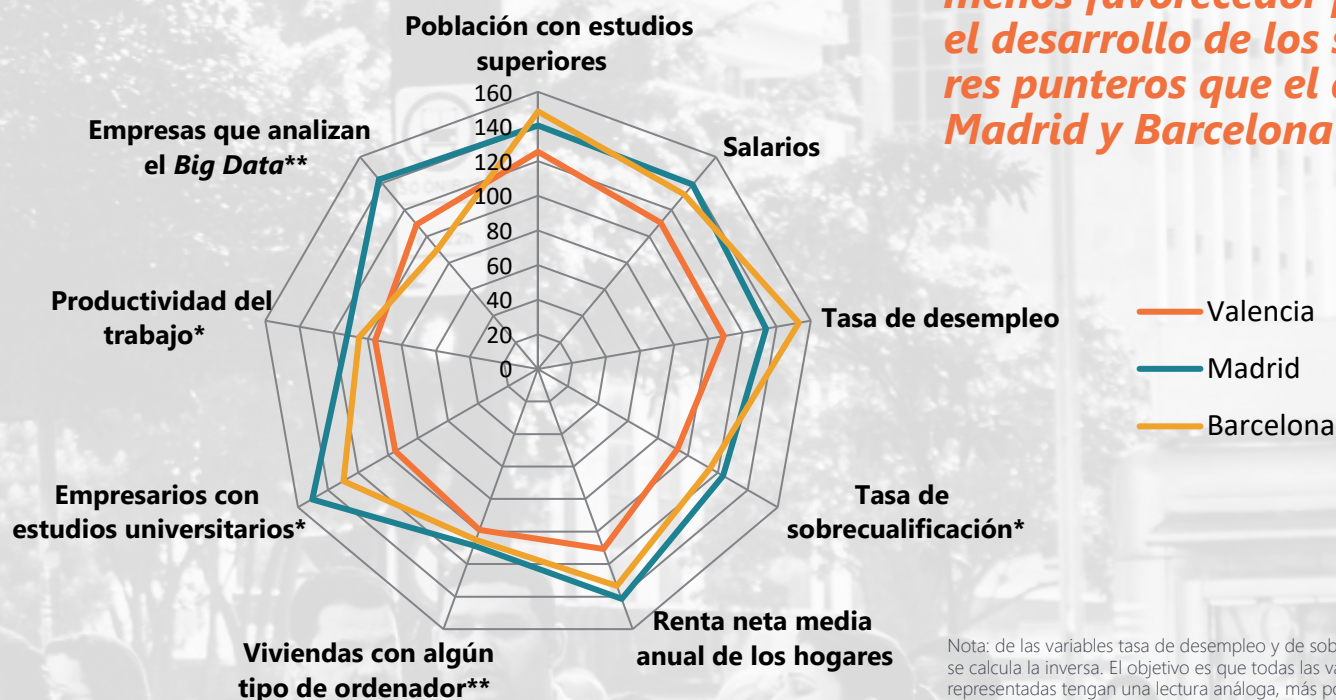 menos favorecedor
el desarrollo de los
res punteros que el
Madrid y Barcelona
Población con estudios
superiores
160
140
120
100
80
60
40
20
0
Salarios
Tasa de desempleo
Tasa de
sobrecualificación*
Renta neta media
anual de los hogares
Viviendas con algún
tipo de ordenador**
Empresarios con
estudios universitarios*
Productividad del
trabajo*
Empresas que analizan
el Big Data**
Valencia
Madrid
Barcelona
Nota: de las variables tasa de desempleo y de sob
se calcula la inversa. El objetivo es que todas las va
representadas tengan una lectura análoga, más po